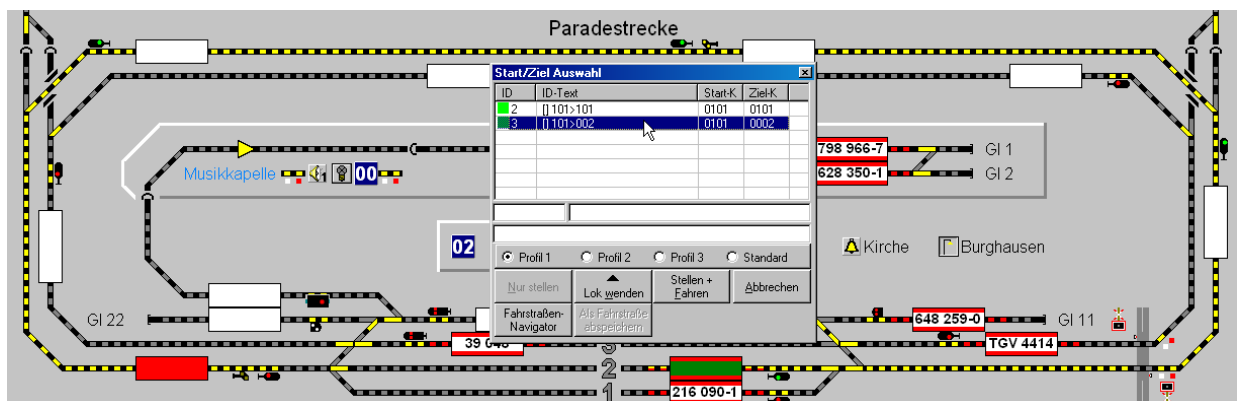 Paradestrecke
Start/Ziel Auswahl
ID ID-Text Start-K Ziel-K
2 [] 101>101 0101 0101
3 [] 101>002 0101 0002
798 966-7 Gl 1
Musikkapelle 1 00
628 350-1 Gl 2
02
Kirche Burghausen
Profil 1 Profil 2 Profil 3 Standard
Nur stellen Lok wenden Stellen + Fahren Abbrechen
Fahrstraßen-Navigator Als Fahrstraße abspeichern
Gl 22
648 259-0 Gl 11
39 048
3
TGV 4414
2
1
216 090-1